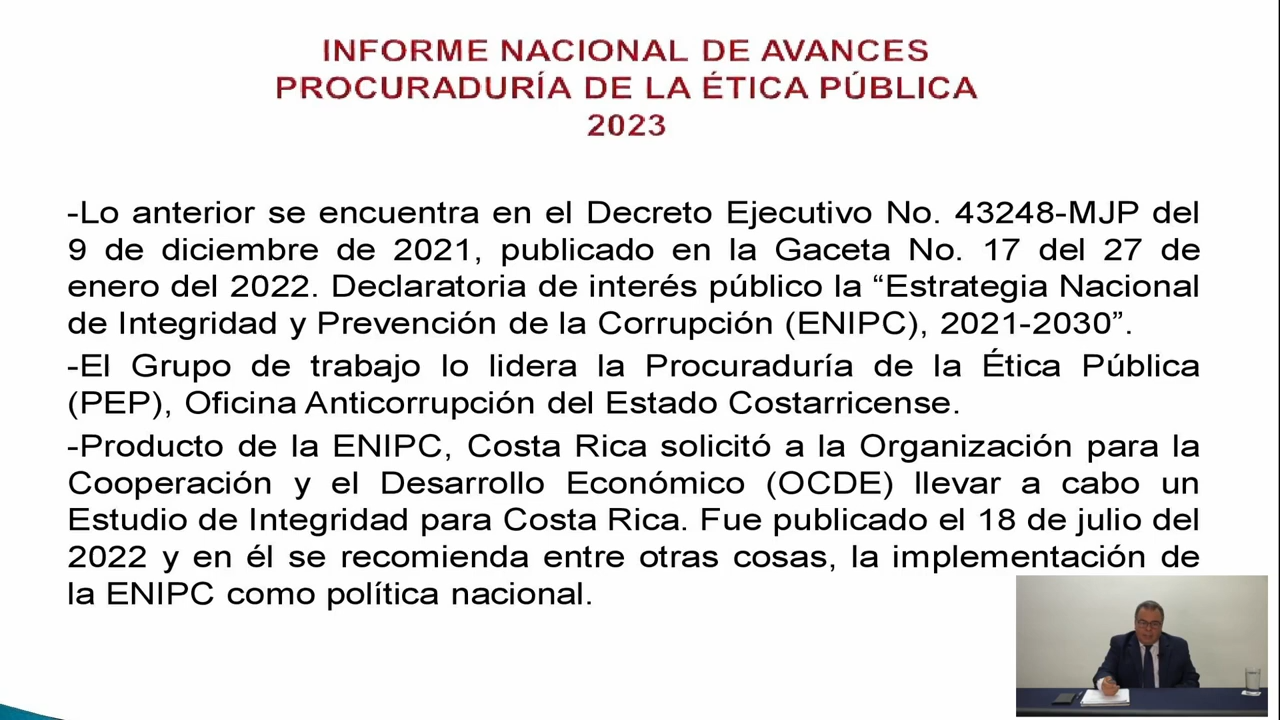 INFORME NACIONAL DE AVANCES
PROCURADURÍA DE LA ÉTICA PÚBLICA
2023
-Lo anterior se encuentra en el Decreto Ejecutivo No. 43248-MJP del
9 de diciembre de 2021, publicado en la Gaceta No. 17 del 27 de
enero del 2022. Declaratoria de interés público la “Estrategia Nacional
de Integridad y Prevención de la Corrupción (ENIPC), 2021-2030”.
-El Grupo de trabajo lo lidera la Procuraduría de la Ética Pública
(PEP), Oficina Anticorrupción del Estado Costarricense.
-Producto de la ENIPC, Costa Rica solicitó a la Organización para la
Cooperación y el Desarrollo Económico (OCDE) llevar a cabo un
Estudio de Integridad para Costa Rica. Fue publicado el 18 de julio del
2022 y en él se recomienda entre otras cosas, la implementación de
la ENIPC como política nacional.